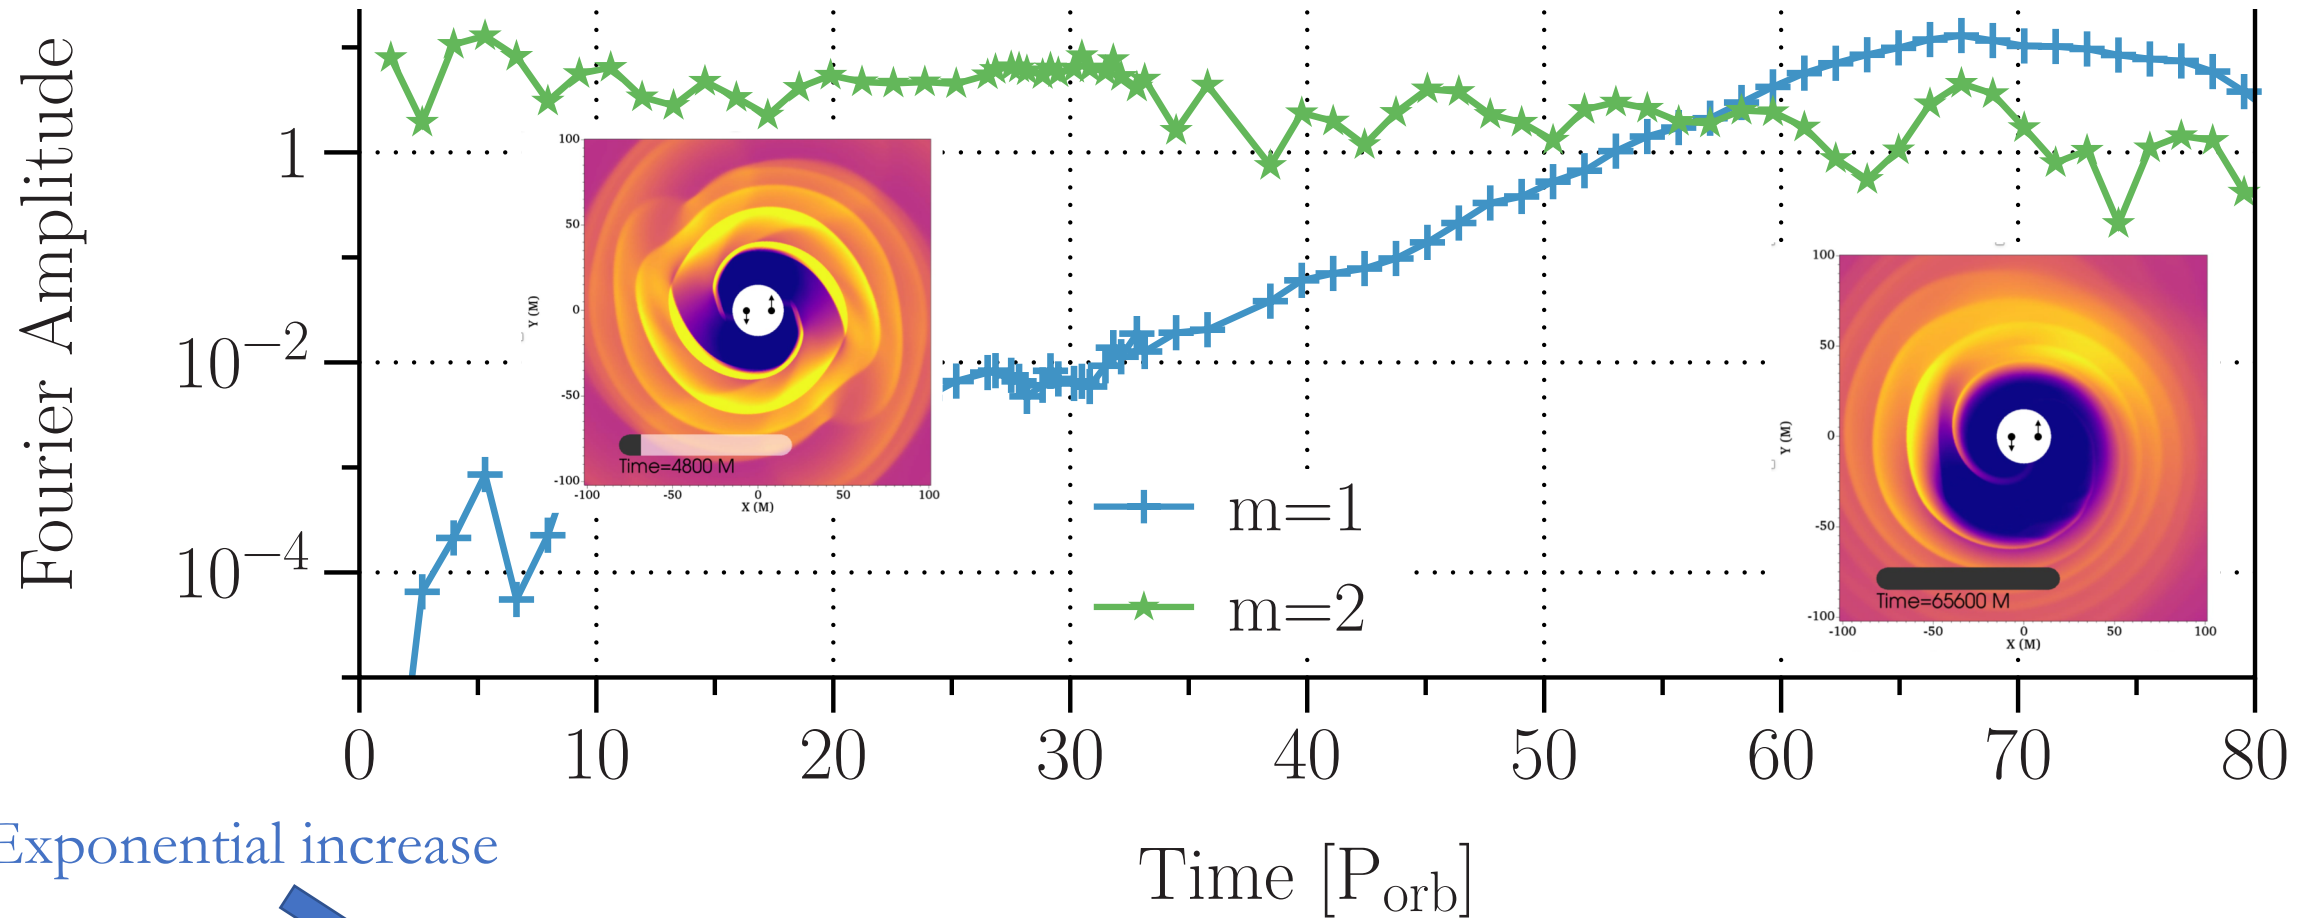 Fourier Amplitude
1
10−2
10−4
100
50
0
-50
-100
Y (M)
Time=4800 M
-100 -50 0 50 100
X (M)
m=1
m=2
100
50
0
-50
-100
Y (M)
Time=65600 M
-100 -50 0 50 100
X (M)
0 10 20 30 40 50 60 70 80
Time [Porb]
Exponential increase